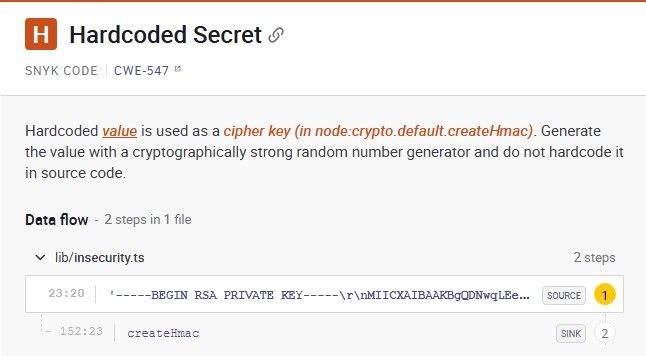 H Hardcoded Secret
SNYK CODE CWE-547
Hardcoded value is used as a cipher key (in node:crypto.default.createHmac). Generate
the value with a cryptographically strong random number generator and do not hardcode it
in source code.
Data flow - 2 steps in 1 file
lib/insecurity.ts 2 steps
23:20 '-----BEGIN RSA PRIVATE KEY-----\r\nMIICXAIBAAKBgQDNwqLEe… SOURCE 1
152:23 createHmac SINK 2